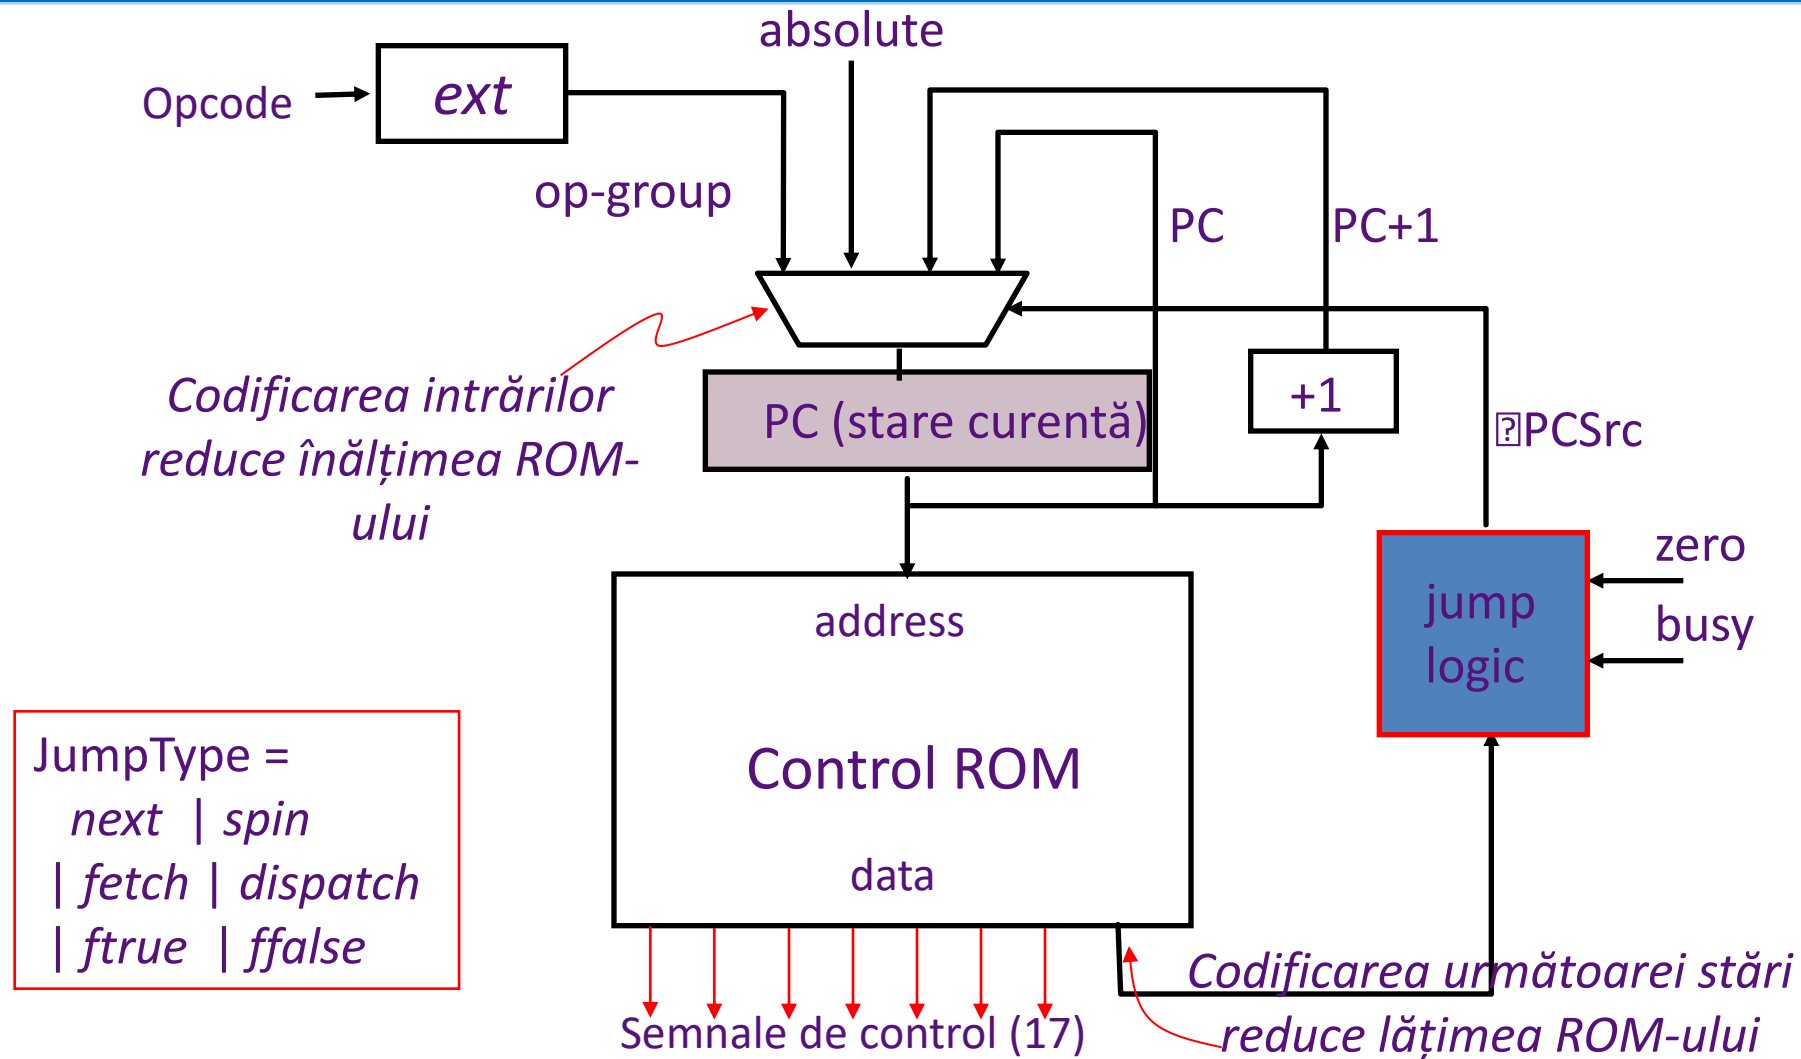 absolute
Opcode
ext
op-group
PC
PC+1
Codificarea intrărilor
reduce înălțimea ROM-
ului
PC (stare curentă)
+1
PCSrc
zero
busy
jump
logic
address
Control ROM
data
JumpType =
next | spin
| fetch | dispatch
| ftrue | ffalse
Semnale de control (17)
Codificarea următoarei stări
reduce lățimea ROM-ului